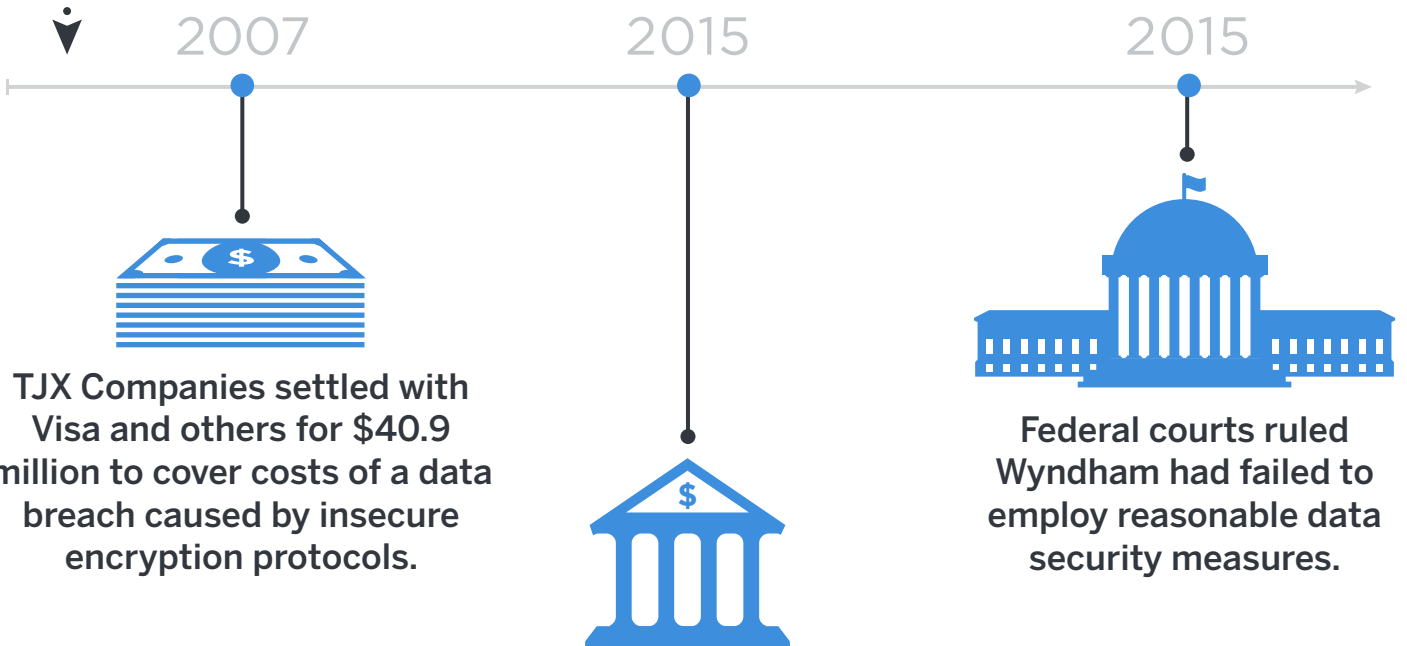 2007
2015
2015
$
TJX Companies settled with
Visa and others for $40.9
million to cover costs of a data
breach caused by insecure
encryption protocols.
$
Federal courts ruled
Wyndham had failed to
employ reasonable data
security measures.